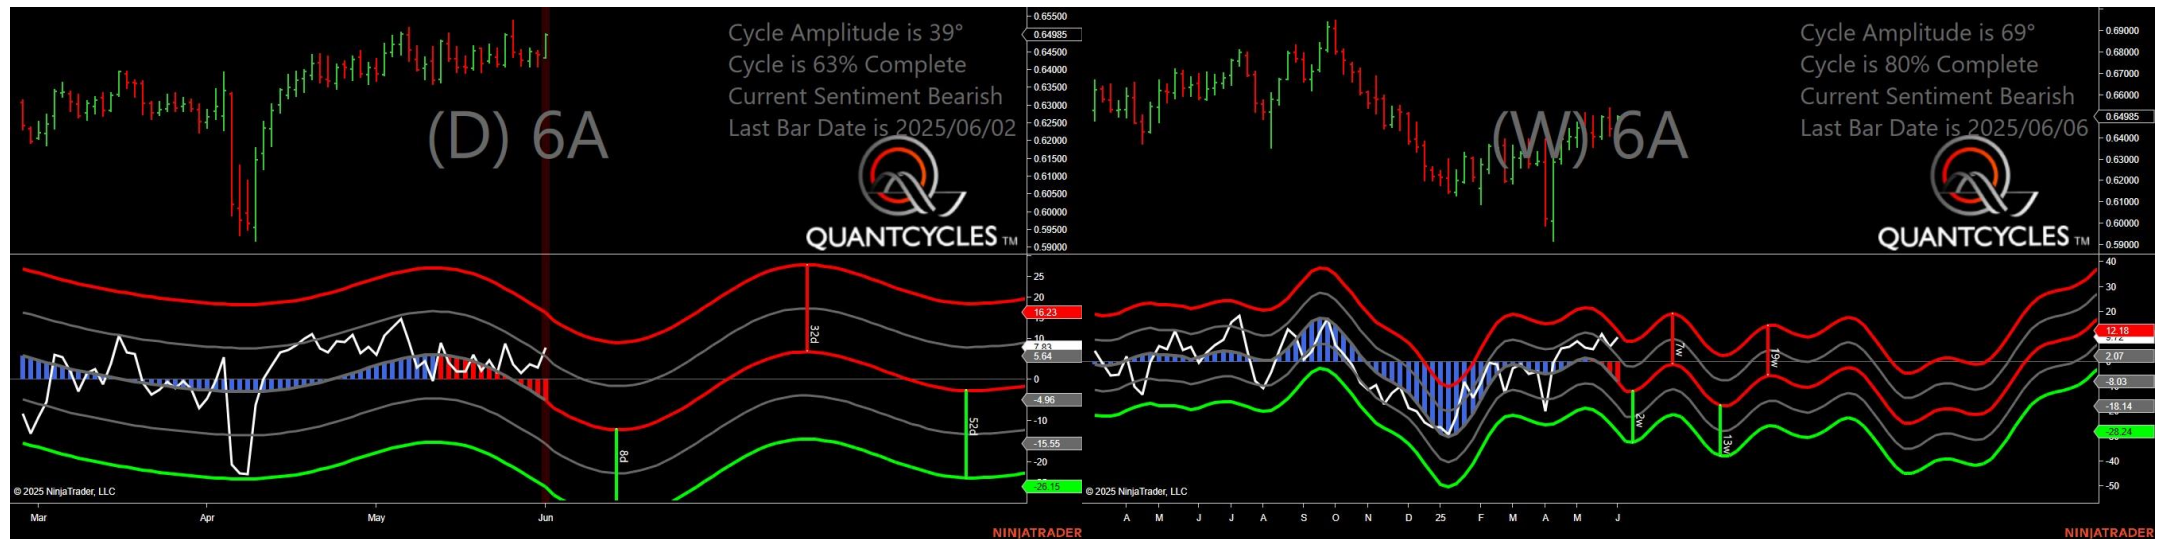 Cycle Amplitude is 39°
Cycle is 63% Complete
Current Sentiment Bearish
Last Bar Date is 2025/06/02
(D) 6A
QUANTCYCLES TM
0.65500
0.64985
0.64500
0.64000
0.63500
0.63000
0.62500
0.62000
0.61500
0.61000
0.60500
0.60000
0.59500
0.59000
25
20
16.23
10
7.83
5.64
0
-4.96
-10
-15.55
-20
-26.15
32d
8d
52d
© 2025 NinjaTrader, LLC
Mar Apr May Jun
NINJATRADER
Cycle Amplitude is 69°
Cycle is 80% Complete
Current Sentiment Bearish
Last Bar Date is 2025/06/06
(W) 6A
QUANTCYCLES TM
0.69000
0.68000
0.67000
0.66000
0.64985
0.64000
0.63000
0.62000
0.61000
0.60000
0.59000
40
30
20
12.18
9.72
2.07
-8.03
-18.14
-28.24
-40
-50
7w
19w
2w
13w
© 2025 NinjaTrader, LLC
A M J J A S O N D 25 F M A M J
NINJATRADER